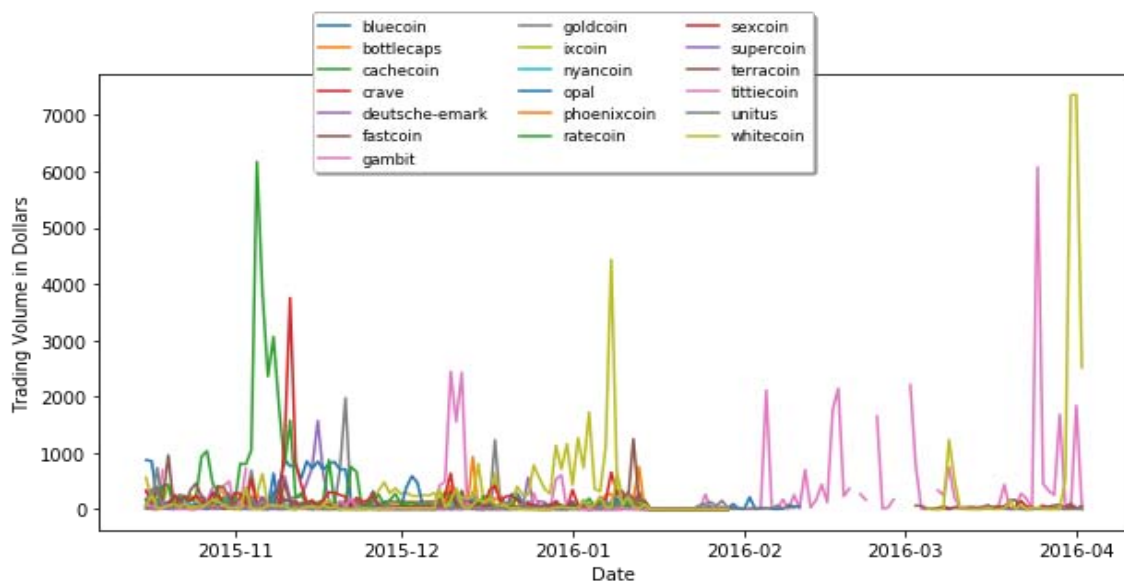 bluecoin goldcoin sexcoin
bottlecaps ixcoin supercoin
cachecoin nyancoin terracoin
crave opal tittiecoin
deutsche-emark phoenixcoin unitus
fastcoin ratecoin whitecoin
gambit
7000
6000
5000
4000
3000
2000
1000
0
Trading Volume in Dollars
2015-11 2015-12 2016-01 2016-02 2016-03 2016-04
Date